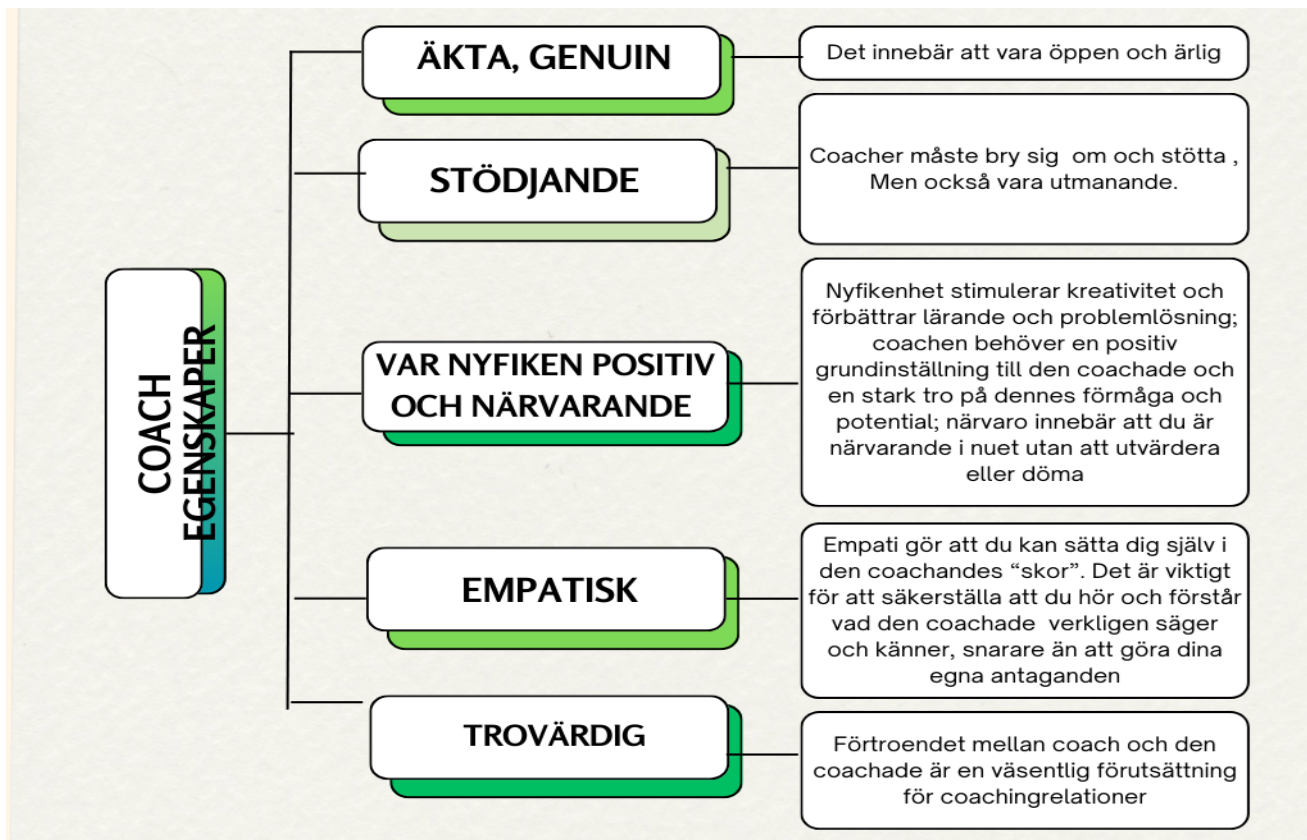 COACH
EGENSKAPER
ÄKTA, GENUIN
Det innebär att vara öppen och ärlig
STÖDJANDE
Coacher måste bry sig om och stötta ,
Men också vara utmanande.
VAR NYFIKEN POSITIV
OCH NÄRVARANDE
Nyfikenhet stimulerar kreativitet och
förbättrar lärande och problemlösning;
coachen behöver en positiv
grundinställning till den coachade och
en stark tro på dennes förmåga och
potential; närvaro innebär att du är
närvarande i nuet utan att utvärdera
eller döma
EMPATISK
Empati gör att du kan sätta dig själv i
den coachandes “skor”. Det är viktigt
för att säkerställa att du hör och förstår
vad den coachade verkligen säger
och känner, snarare än att göra dina
egna antaganden
TROVÄRDIG
Förtroendet mellan coach och den
coachade är en väsentlig förutsättning
för coachingrelationer